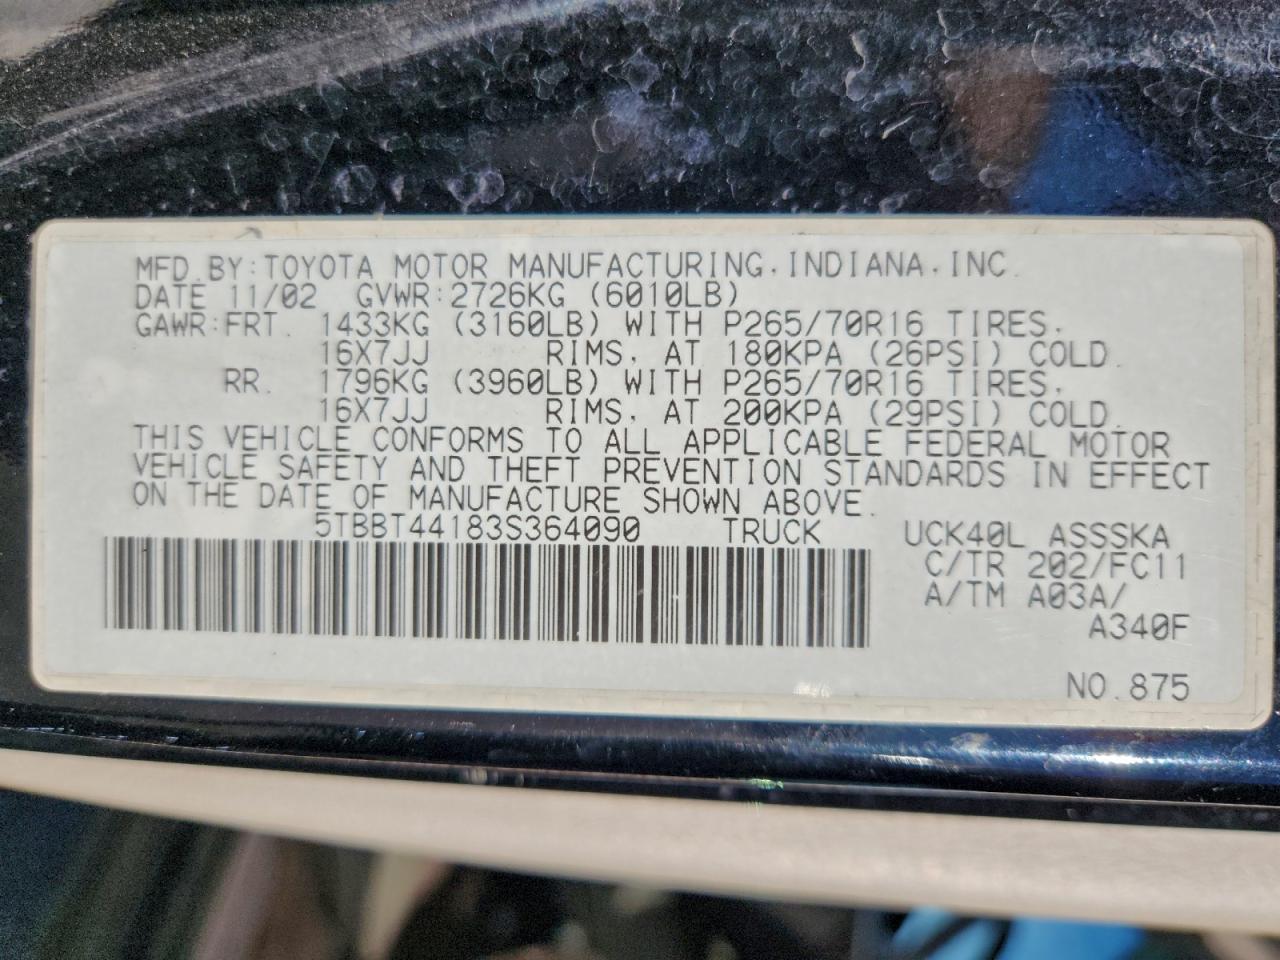 MFD.BY:TOYOTA MOTOR MANUFACTURING,INDIANA,INC.
DATE 11/02 GVWR:2726KG (6010LB)
GAWR:FRT. 1433KG (3160LB) WITH P265/70R16 TIRES,
16X7JJ RIMS, AT 180KPA (26PSI) COLD.
RR. 1796KG (3960LB) WITH P265/70R16 TIRES,
16X7JJ RIMS, AT 200KPA (29PSI) COLD.
THIS VEHICLE CONFORMS TO ALL APPLICABLE FEDERAL MOTOR
VEHICLE SAFETY AND THEFT PREVENTION STANDARDS IN EFFECT
ON THE DATE OF MANUFACTURE SHOWN ABOVE.
5TBBT44183S364090 TRUCK UCK40L ASSSKA
C/TR 202/FC11
A/TM A03A/
A340F
NO.875